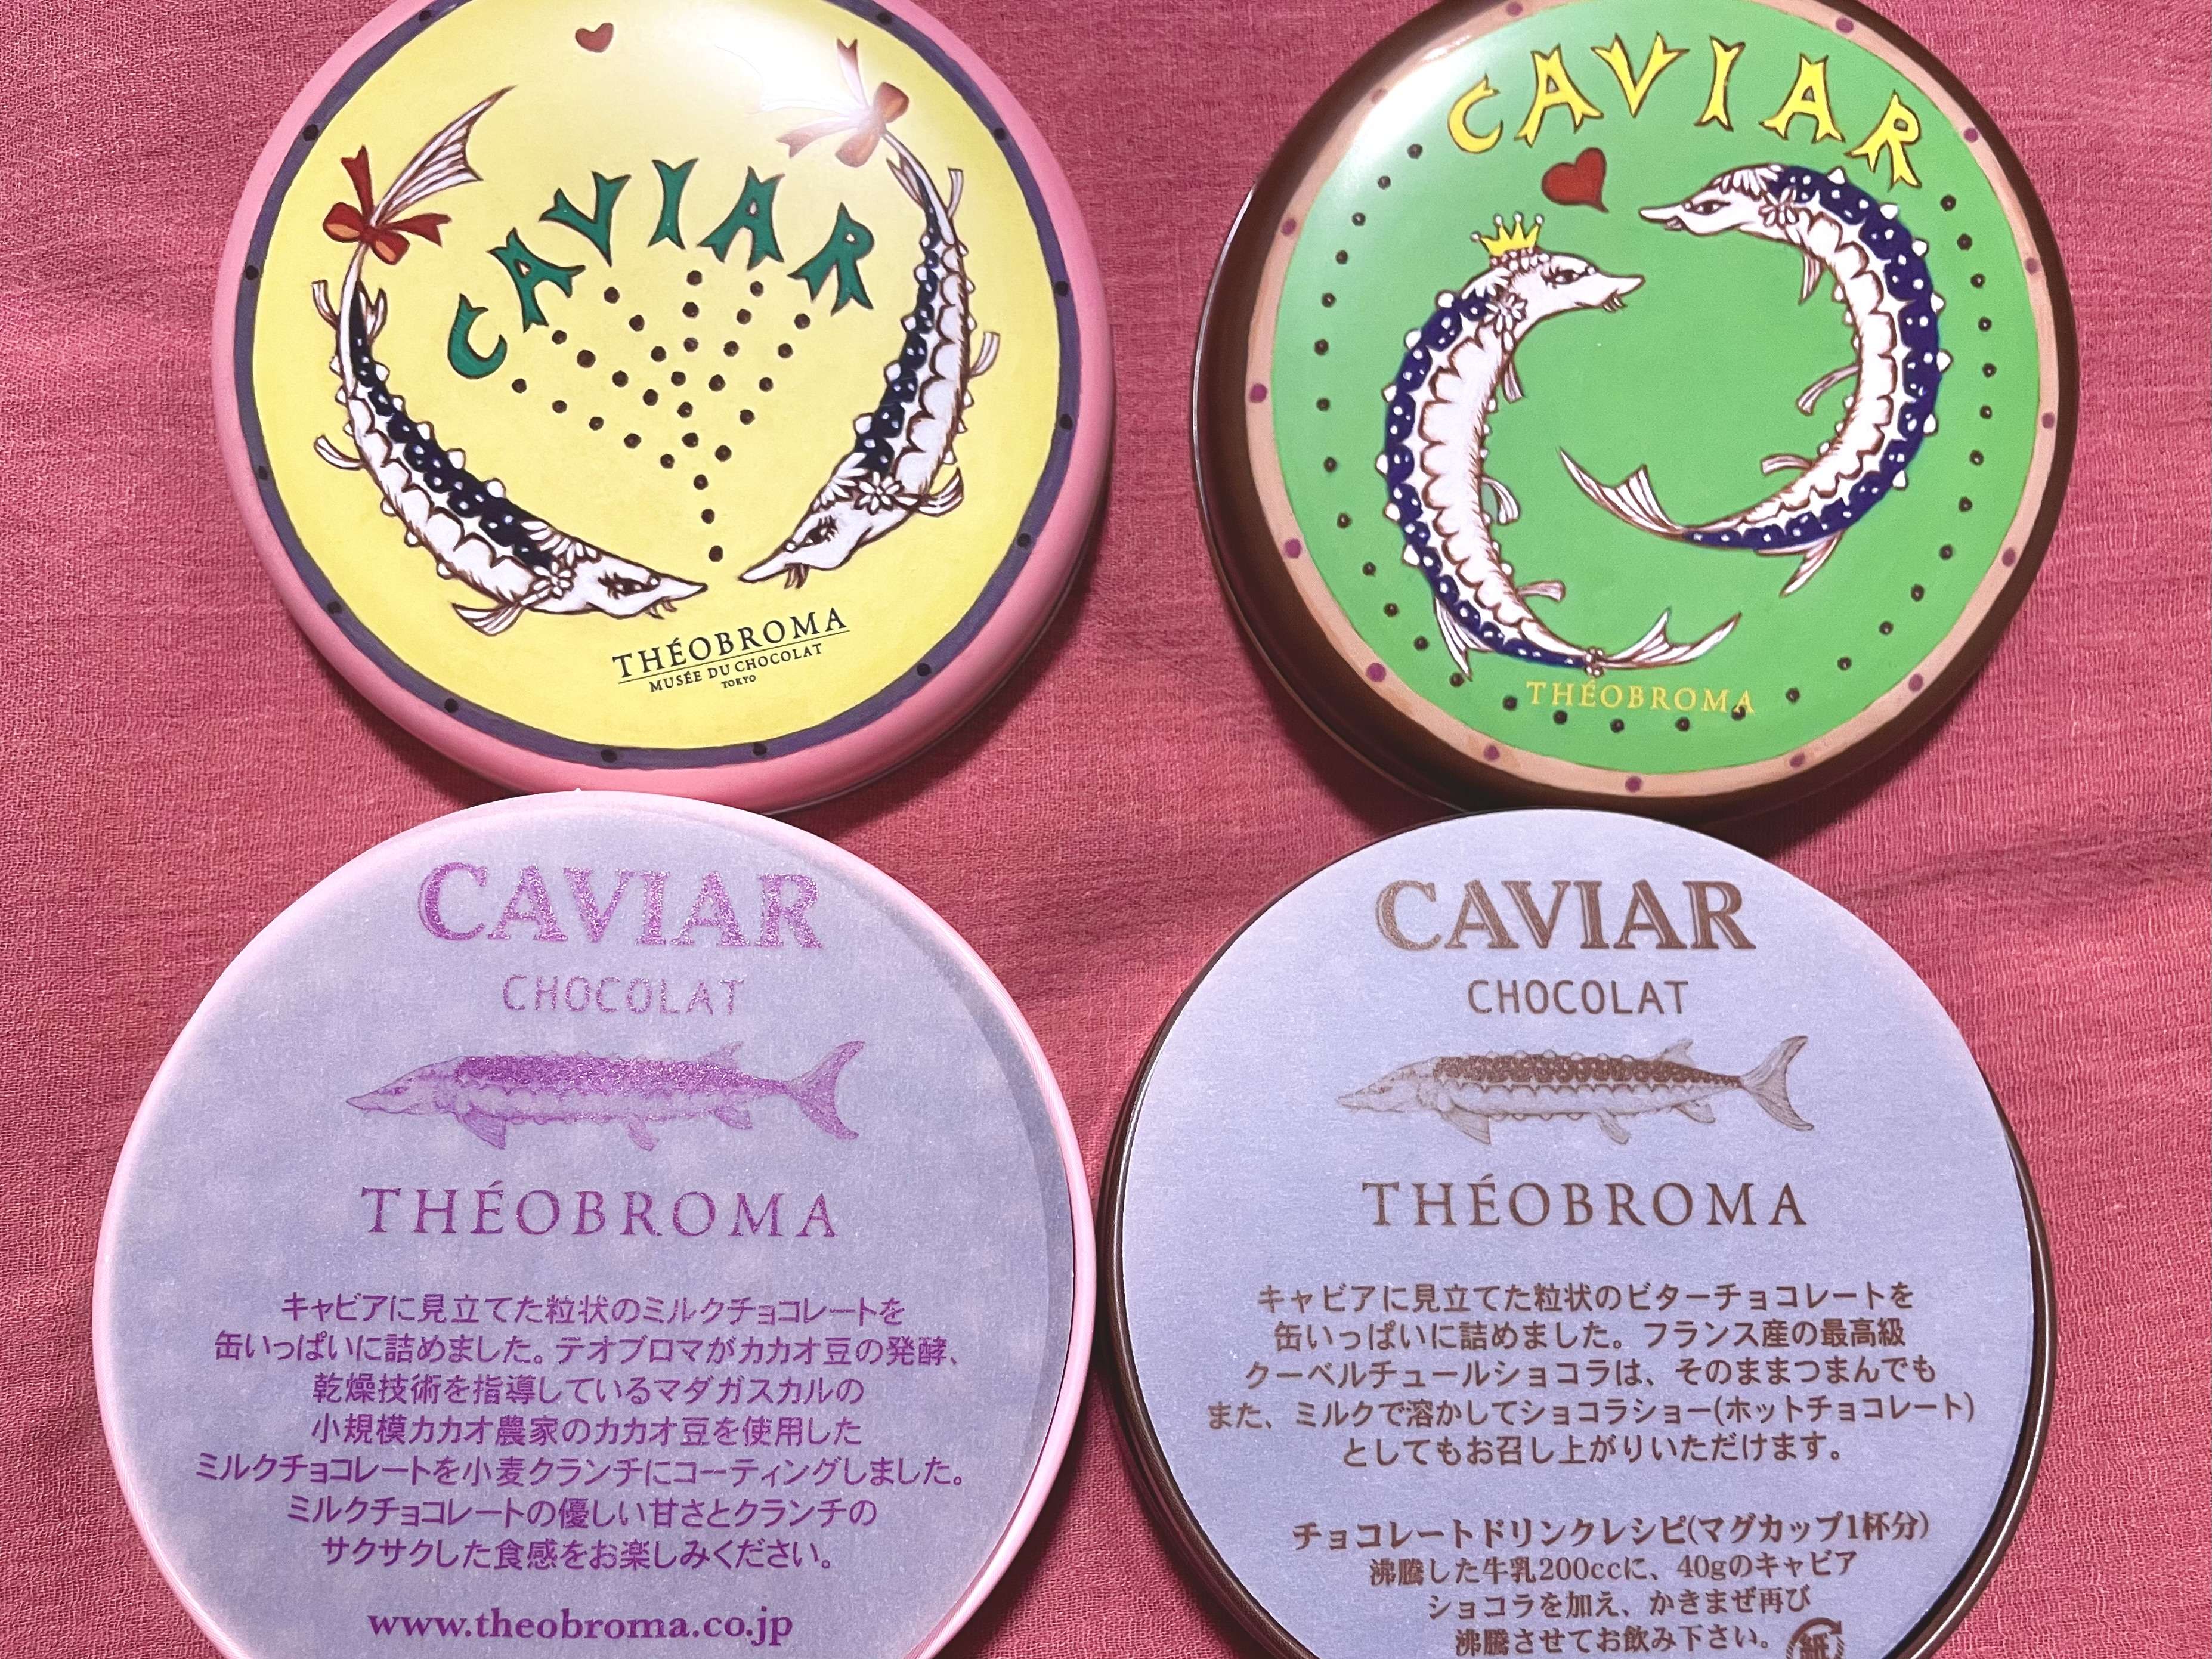 CAVIAR
THÉOBROMA
MUSÉE DU CHOCOLAT
TOKYO
CAVIAR
THÉOBROMA
CAVIAR
CHOCOLAT
THÉOBROMA
キャビアに見立てた粒状のミルクチョコレートを
缶いっぱいに詰めました。テオブロマがカカオ豆の発酵、
乾燥技術を指導しているマダガスカルの
小規模カカオ農家のカカオ豆を使用した
ミルクチョコレートを小麦クランチにコーティングしました。
ミルクチョコレートの優しい甘さとクランチの
サクサクした食感をお楽しみください。
www.theobroma.co.jp
CAVIAR
CHOCOLAT
THÉOBROMA
キャビアに見立てた粒状のビターチョコレートを
缶いっぱいに詰めました。フランス産の最高級
クーベルチュールショコラは、そのままつまんでも
また、ミルクで溶かしてショコラショー(ホットチョコレート)
としてもお召し上がりいただけます。
チョコレートドリンクレシピ(マグカップ1杯分)
沸騰した牛乳200ccに、40gのキャビア
ショコラを加え、かきまぜ再び
沸騰させてお飲み下さい。
紙